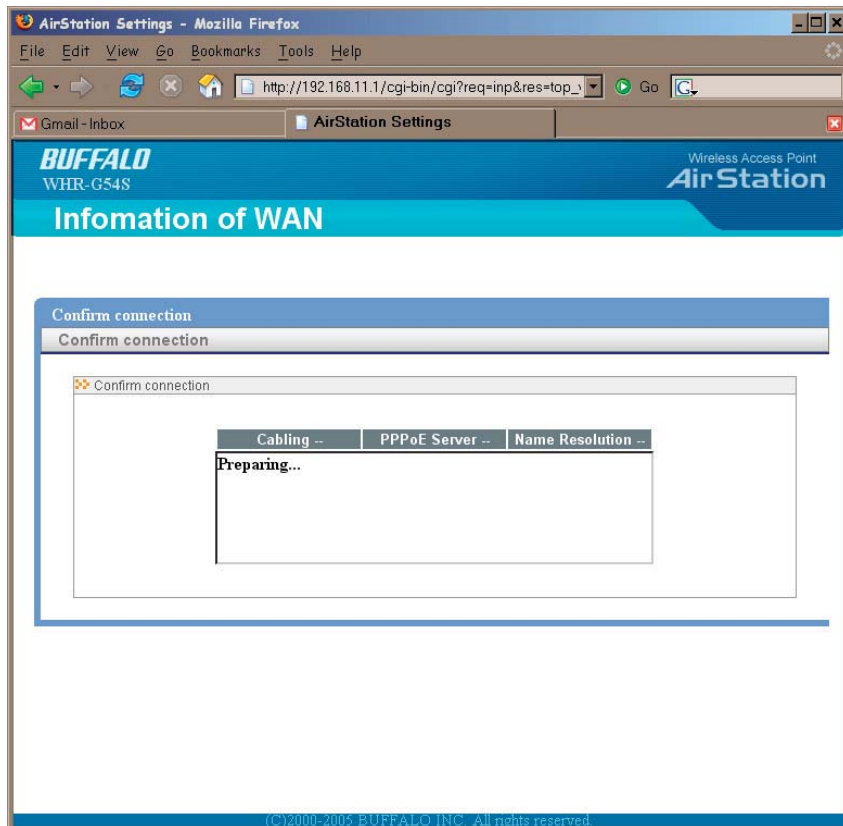 AirStation Settings - Mozilla Firefox
File Edit View Go Bookmarks Tools Help
http://192.168.11.1/cgi-bin/cgi?req=inp&res=top_ Go G
Gmail - Inbox AirStation Settings
BUFFALO
WHR-G54S
Wireless Access Point
AirStation
Infomation of WAN
Confirm connection
Confirm connection
Confirm connection
Cabling -- PPPoE Server -- Name Resolution --
Preparing...
(C)2000-2005 BUFFALO INC. All rights reserved.